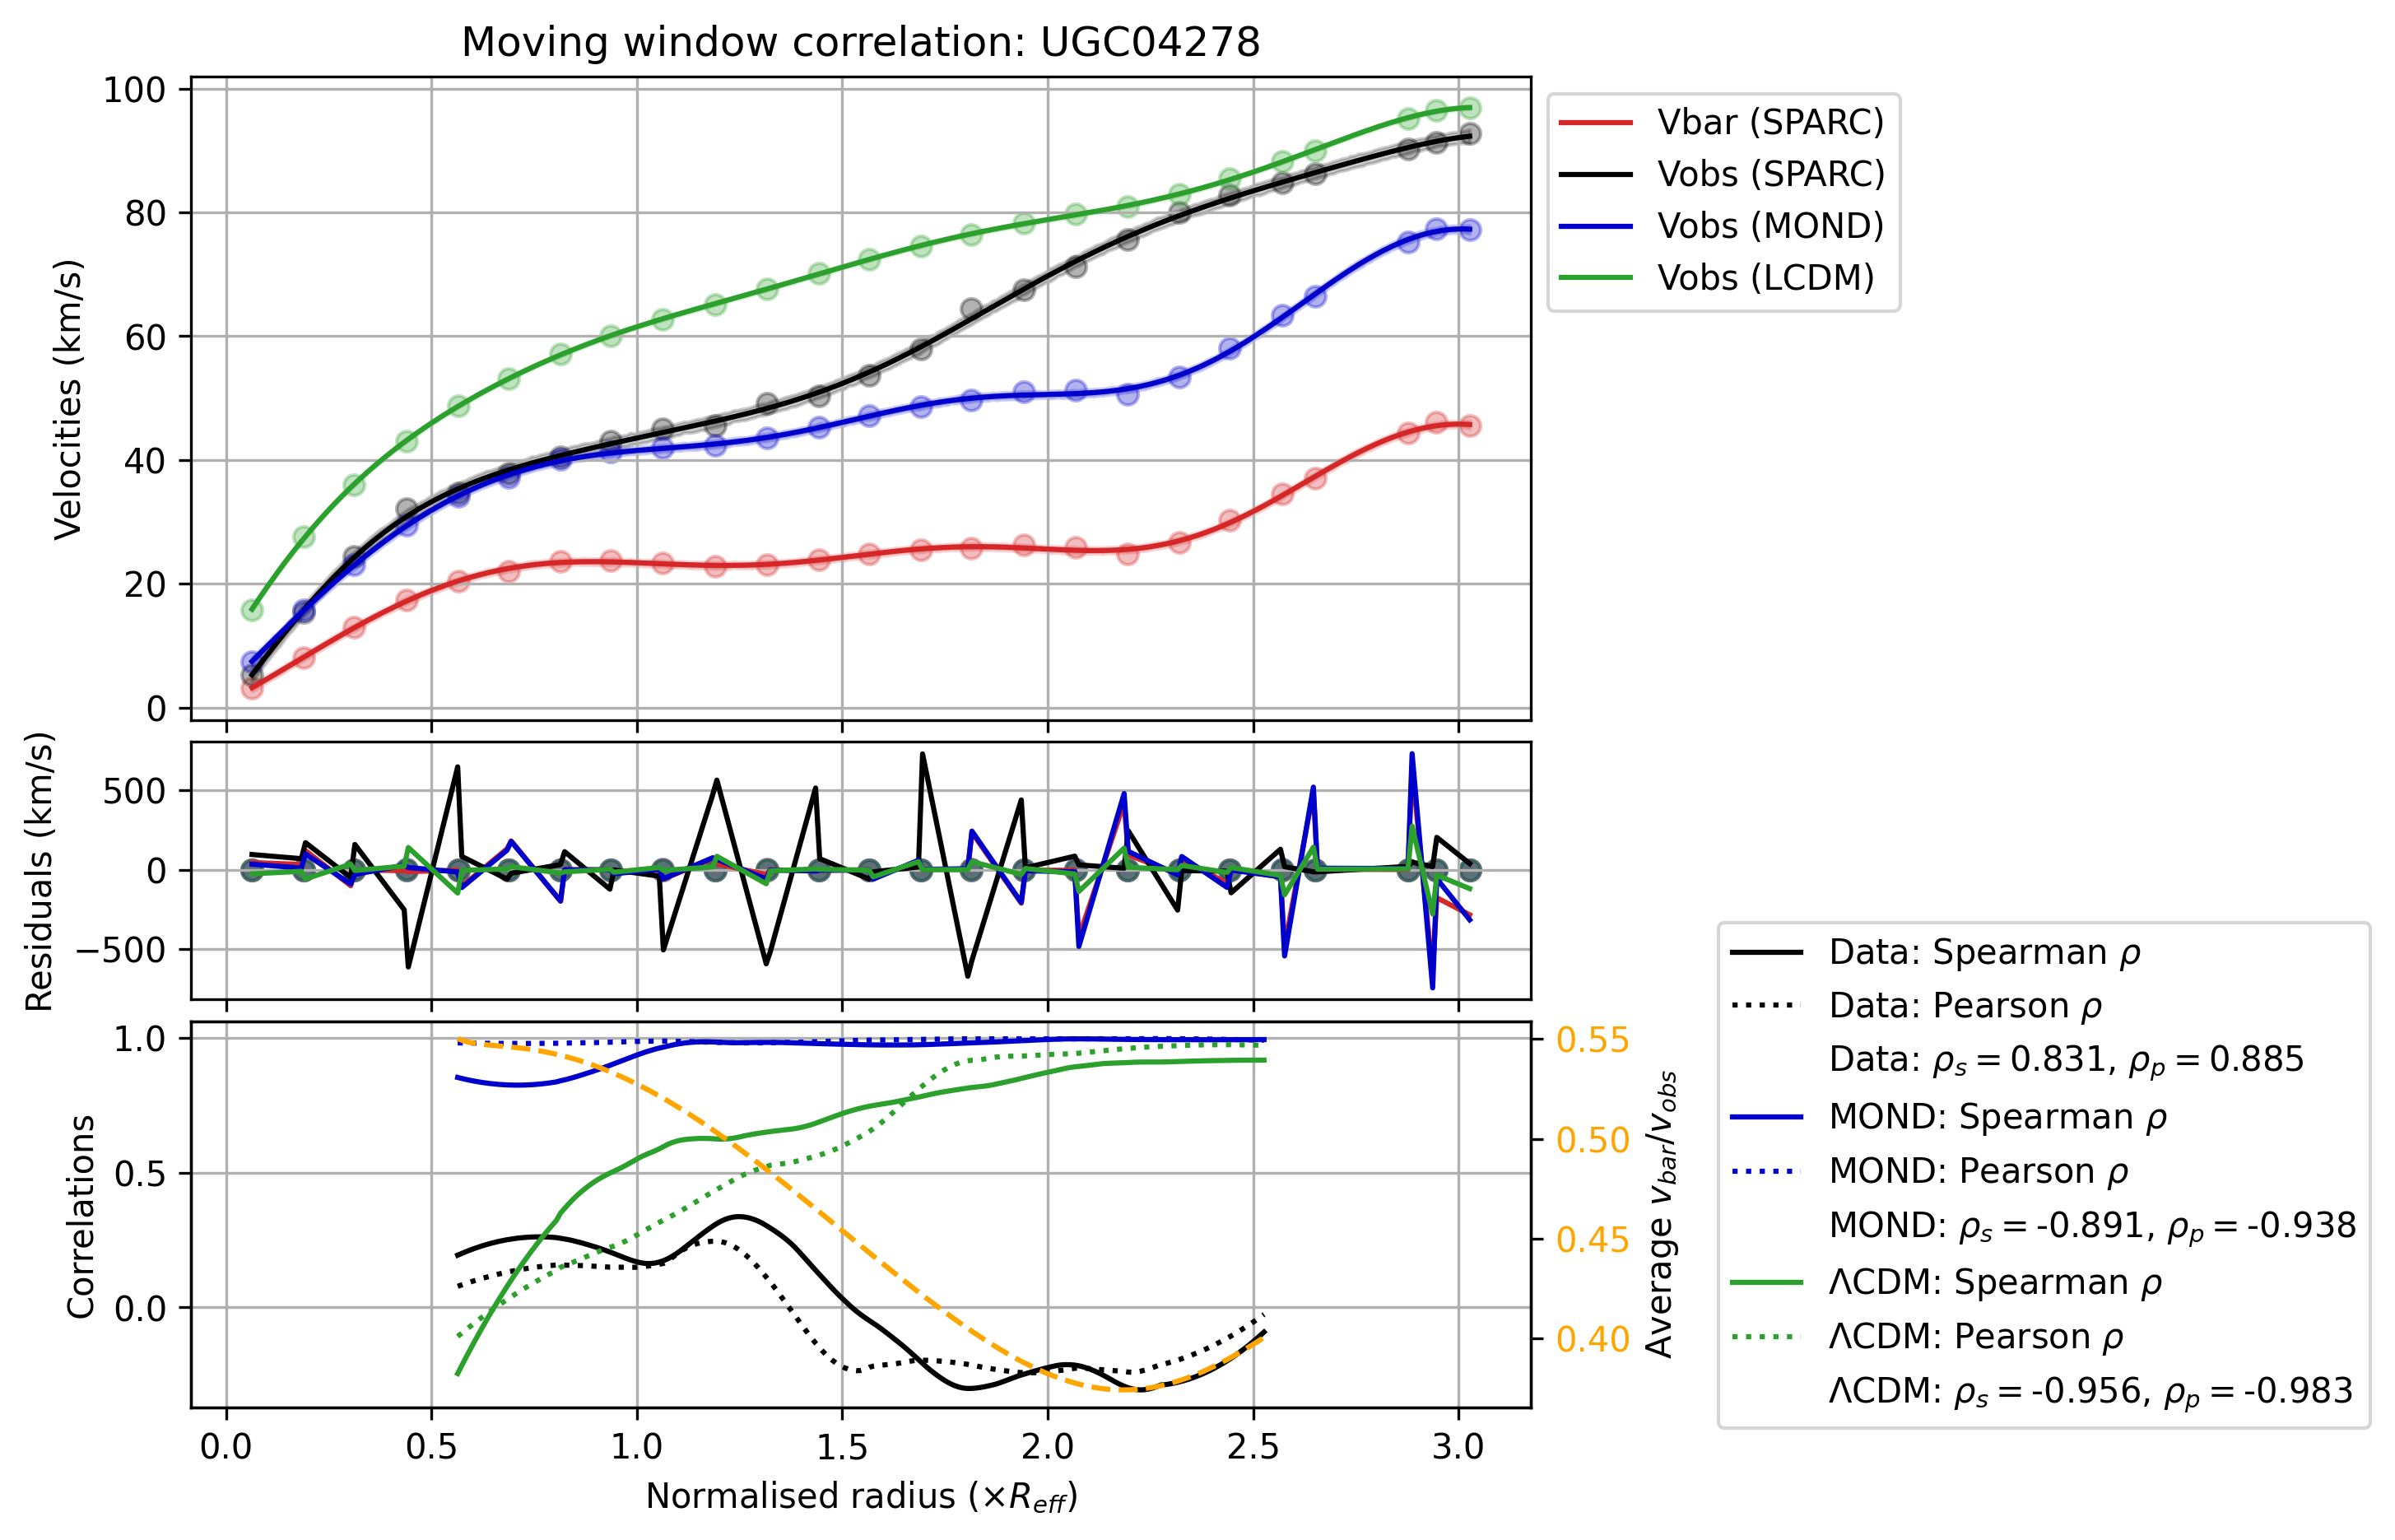 Moving window correlation: UGC04278
100
80
60
40
20
0
Velocities (km/s)
Vbar (SPARC)
Vobs (SPARC)
Vobs (MOND)
Vobs (LCDM)
500
0
−500
Residuals (km/s)
1.0
0.5
0.0
Correlations
0.55
0.50
0.45
0.40
Average v_bar/v_obs
0.0 0.5 1.0 1.5 2.0 2.5 3.0
Normalised radius (×R_eff)
Data: Spearman ρ
Data: Pearson ρ
Data: ρ_s = 0.831, ρ_p = 0.885
MOND: Spearman ρ
MOND: Pearson ρ
MOND: ρ_s = -0.891, ρ_p = -0.938
ΛCDM: Spearman ρ
ΛCDM: Pearson ρ
ΛCDM: ρ_s = -0.956, ρ_p = -0.983